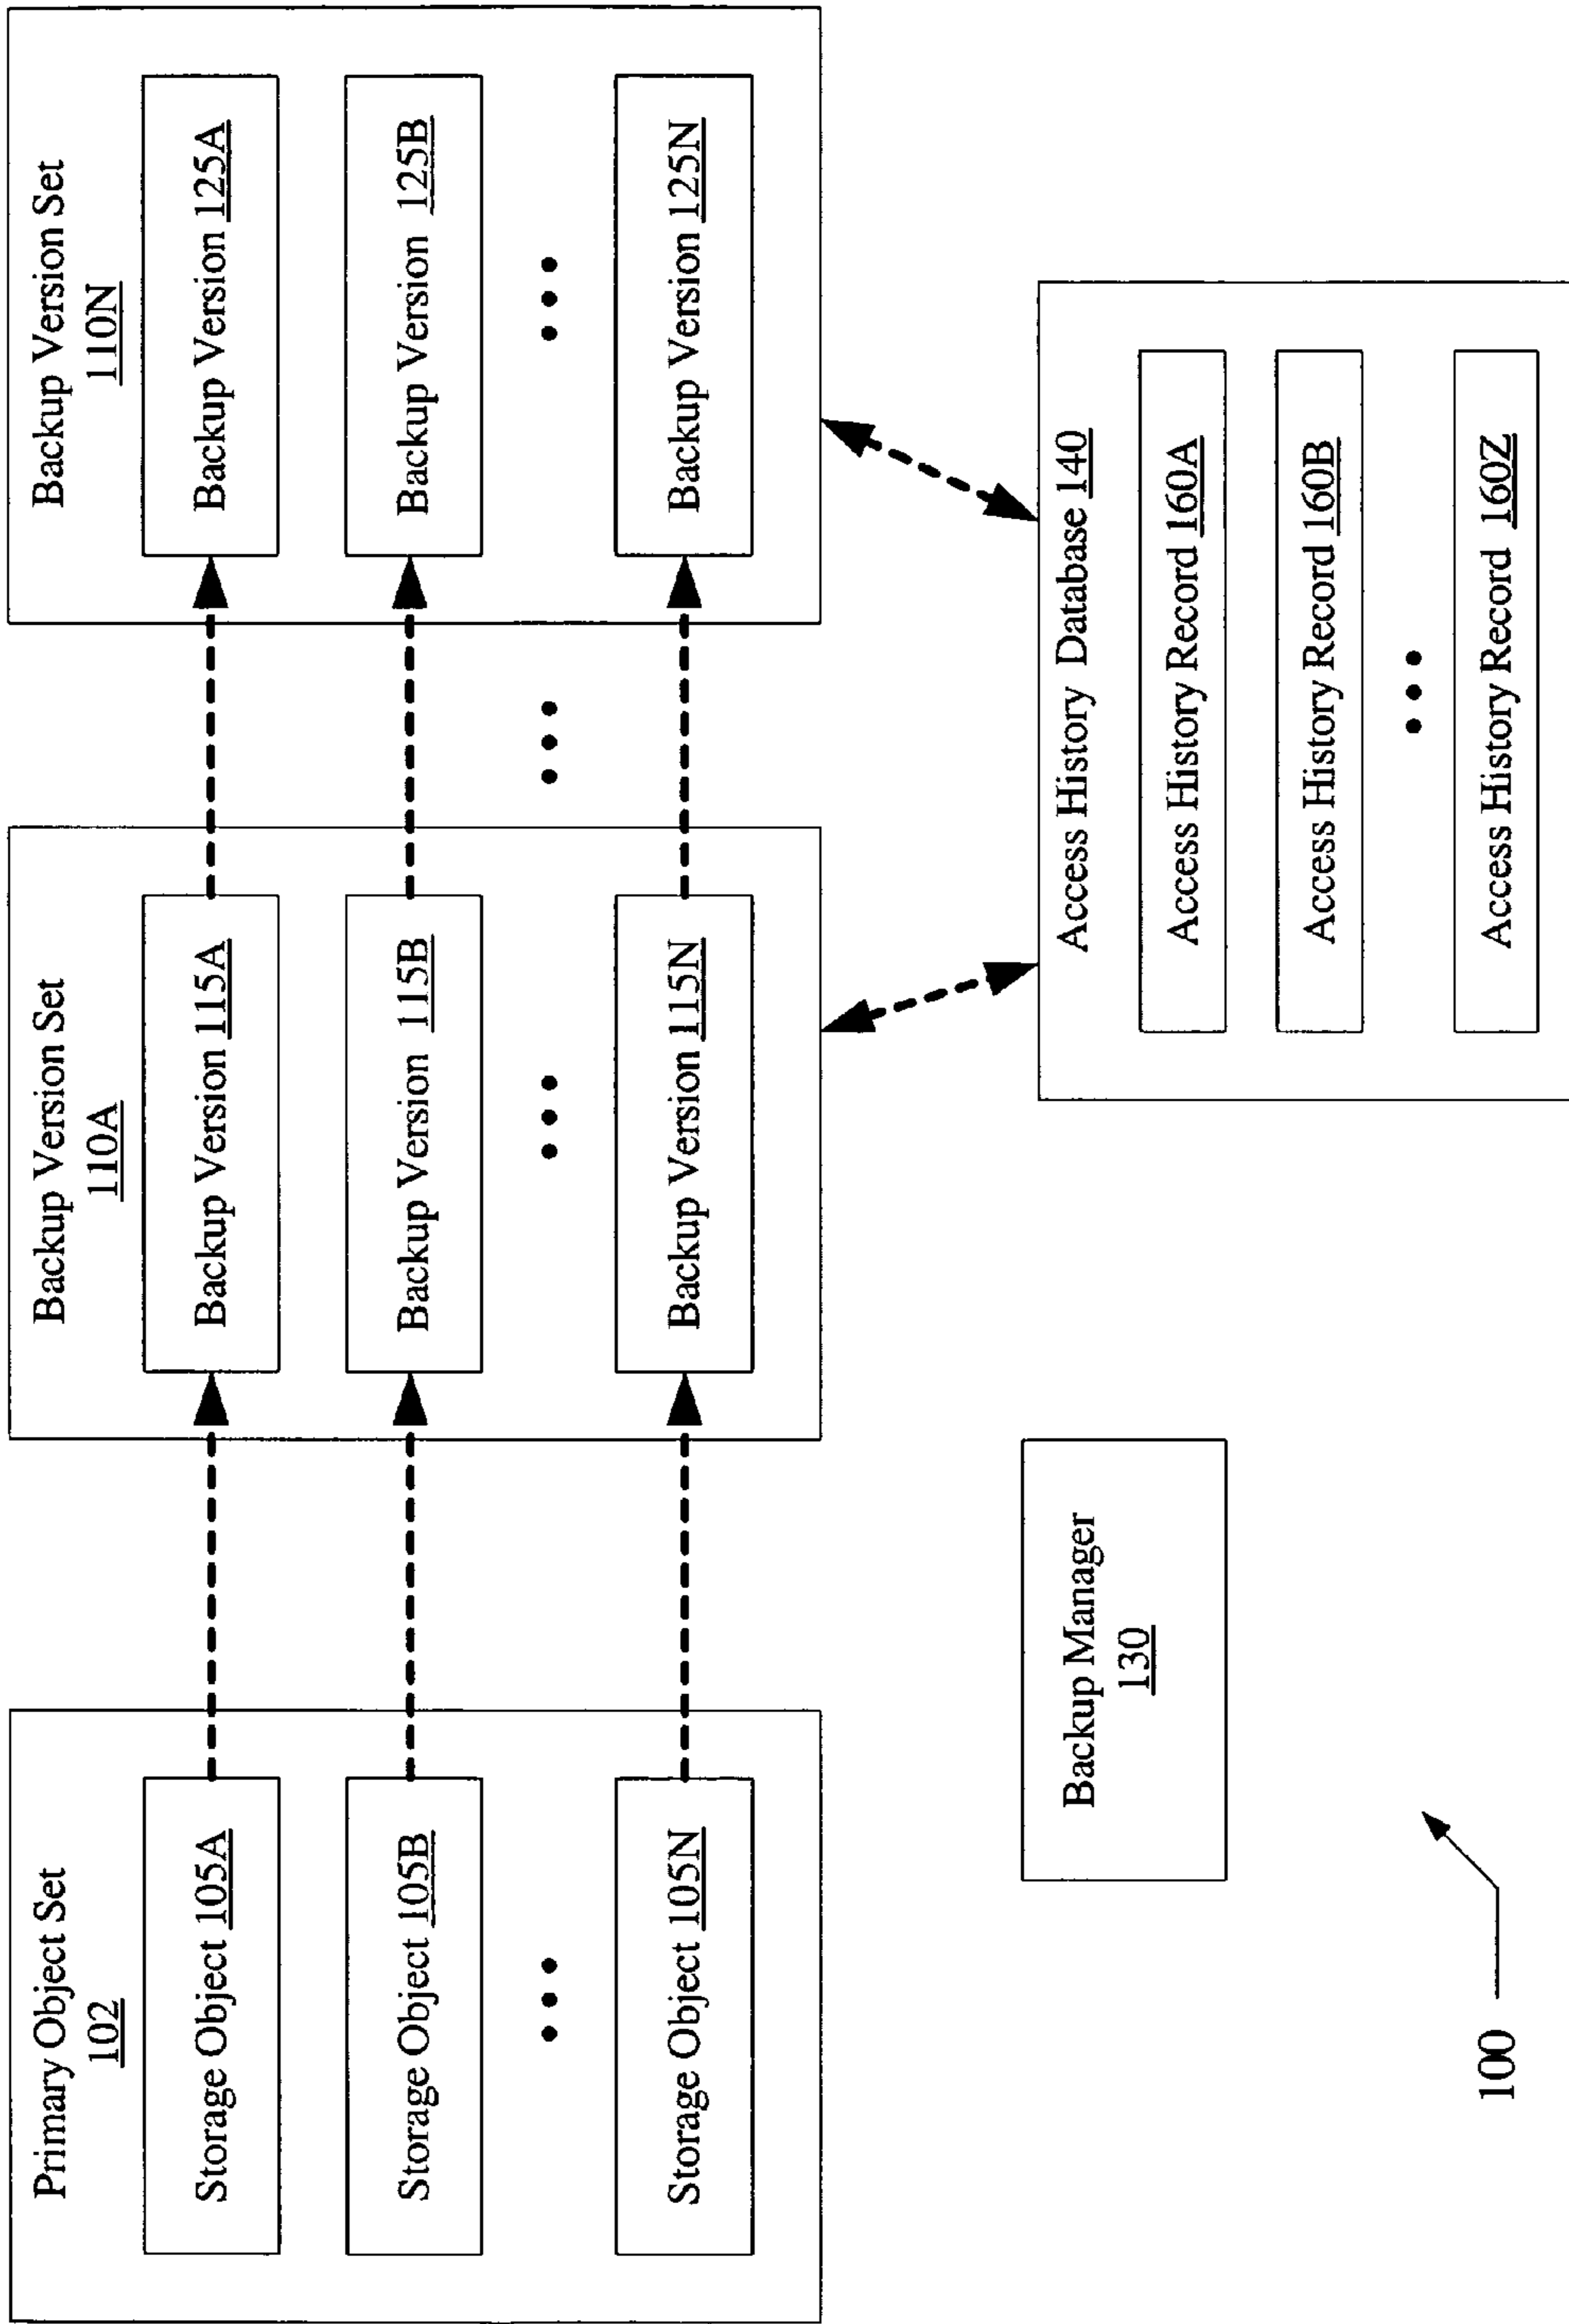 Primary Object Set
102
Storage Object 105A
Storage Object 105B
Storage Object 105N
Backup Version Set
110A
Backup Version 115A
Backup Version 115B
Backup Version 115N
Backup Version Set
110N
Backup Version 125A
Backup Version 125B
Backup Version 125N
Backup Manager
130
Access History Database 140
Access History Record 160A
Access History Record 160B
Access History Record 160Z
100